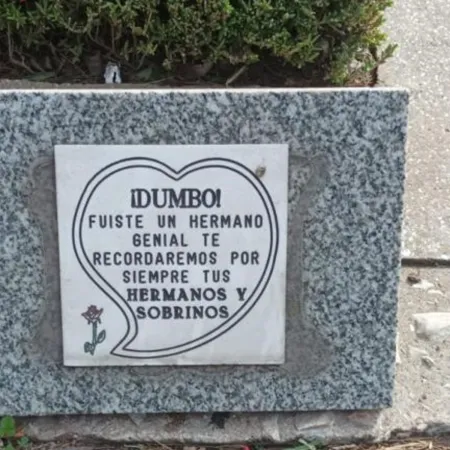 ¡DUMBO!
FUISTE UN HERMANO
GENIAL TE
RECORDAREMOS POR
SIEMPRE TUS
HERMANOS Y
SOBRINOS